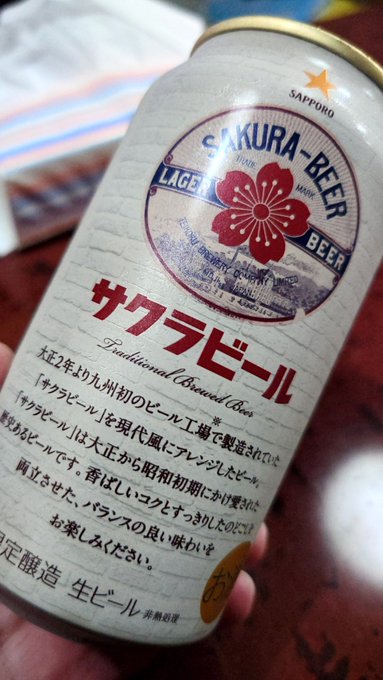 SAPPORO
SAKURA-BEER
TRADE MARK
LAGER BEER
サクラビール
Traditional Brewed Beer
※
大正2年より九州初のビール工場で製造されていた
「サクラビール」を現代風にアレンジしたビール。
「サクラビール」は大正から昭和初期にかけ愛された
歴史あるビールです。香ばしいコクとすっきりしたのどごしを
両立させた、バランスの良い味わいを
お楽しみください。
限定醸造 生ビール 非熱処理